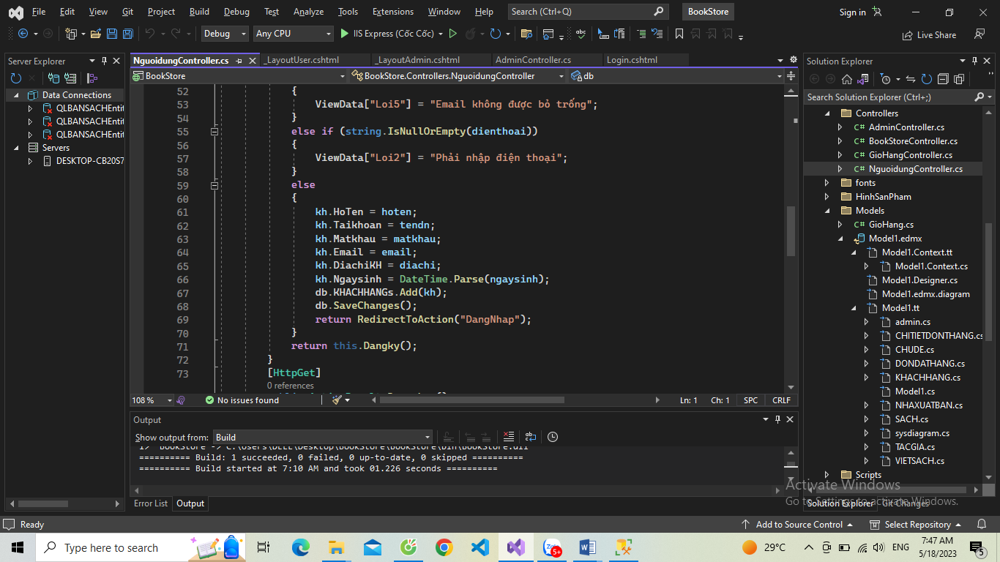 File Edit View Git Project Build Debug Test Analyze Tools Extensions Window Help Search (Ctrl+Q) BookStore Sign in
Debug Any CPU IIS Express (Cốc Cốc) Live Share
Server Explorer
Data Connections
QLBANSACHEntit
QLBANSACHEntit
QLBANSACHEntit
Servers
DESKTOP-CB20S7
NguoidungController.cs _LayoutUser.cshtml _LayoutAdmin.cshtml AdminController.cs Login.cshtml
BookStore BookStore.Controllers.NguoidungController db
52 {
53 ViewData["Loi5"] = "Email không được bỏ trống";
54 }
55 else if (string.IsNullOrEmpty(dienthoai))
56 {
57 ViewData["Loi2"] = "Phải nhập điện thoại";
58 }
59 else
60 {
61 kh.HoTen = hoten;
62 kh.Taikhoan = tendn;
63 kh.Matkhau = matkhau;
64 kh.Email = email;
65 kh.DiachiKH = diachi;
66 kh.Ngaysinh = DateTime.Parse(ngaysinh);
67 db.KHACHHANGs.Add(kh);
68 db.SaveChanges();
69 return RedirectToAction("DangNhap");
70 }
71 return this.Dangky();
72 }
73 [HttpGet]
0 references
108 % No issues found Ln: 1 Ch: 1 SPC CRLF
Output
Show output from: Build
1> BookStore -> C:\Users\DELL\Desktop\BookStore\BookStore\bin\BookStore.dll
========== Build: 1 succeeded, 0 failed, 0 up-to-date, 0 skipped ==========
========== Build started at 7:10 AM and took 01.226 seconds ==========
Error List Output
Solution Explorer
Search Solution Explorer (Ctrl+;)
Controllers
C# AdminController.cs
C# BookStoreController.cs
C# GioHangController.cs
C# NguoidungController.cs
fonts
HinhSanPham
Models
C# GioHang.cs
Model1.edmx
Model1.Context.tt
Model1.Context.cs
Model1.Designer.cs
Model1.edmx.diagram
Model1.tt
admin.cs
CHITIETDONTHANG.cs
CHUDE.cs
DONDATHANG.cs
KHACHHANG.cs
Model1.cs
NHAXUATBAN.cs
SACH.cs
sysdiagram.cs
TACGIA.cs
VIETSACH.cs
Scripts
Solution Explorer Git Changes
Activate Windows
Go to Settings to activate Windows.
Ready Add to Source Control Select Repository
Type here to search 5+ 29°C ENG 7:47 AM
5/18/2023 5